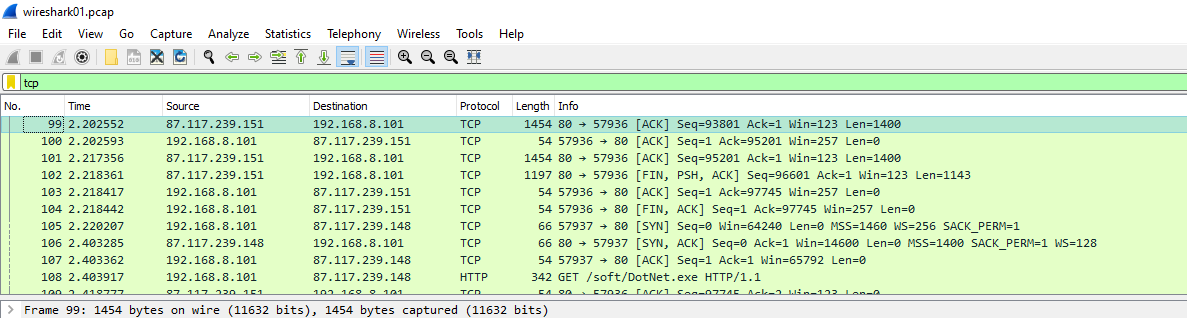 wireshark01.pcap
File Edit View Go Capture Analyze Statistics Telephony Wireless Tools Help
tcp
No. Time Source Destination Protocol Length Info
99 2.202552 87.117.239.151 192.168.8.101 TCP 1454 80 → 57936 [ACK] Seq=93801 Ack=1 Win=123 Len=1400
100 2.202593 192.168.8.101 87.117.239.151 TCP 54 57936 → 80 [ACK] Seq=1 Ack=95201 Win=257 Len=0
101 2.217356 87.117.239.151 192.168.8.101 TCP 1454 80 → 57936 [ACK] Seq=95201 Ack=1 Win=123 Len=1400
102 2.218361 87.117.239.151 192.168.8.101 TCP 1197 80 → 57936 [FIN, PSH, ACK] Seq=96601 Ack=1 Win=123 Len=1143
103 2.218417 192.168.8.101 87.117.239.151 TCP 54 57936 → 80 [ACK] Seq=1 Ack=97745 Win=257 Len=0
104 2.218442 192.168.8.101 87.117.239.151 TCP 54 57936 → 80 [FIN, ACK] Seq=1 Ack=97745 Win=257 Len=0
105 2.220207 192.168.8.101 87.117.239.148 TCP 66 57937 → 80 [SYN] Seq=0 Win=64240 Len=0 MSS=1460 WS=256 SACK_PERM=1
106 2.403285 87.117.239.148 192.168.8.101 TCP 66 80 → 57937 [SYN, ACK] Seq=0 Ack=1 Win=14600 Len=0 MSS=1400 SACK_PERM=1 WS=128
107 2.403362 192.168.8.101 87.117.239.148 TCP 54 57937 → 80 [ACK] Seq=1 Ack=1 Win=65792 Len=0
108 2.403917 192.168.8.101 87.117.239.148 HTTP 342 GET /soft/DotNet.exe HTTP/1.1
109 2.418777 87.117.239.151 192.168.8.101 TCP 54 80 → 57936 [ACK] Seq=97745 Ack=2 Win=123 Len=0
Frame 99: 1454 bytes on wire (11632 bits), 1454 bytes captured (11632 bits)